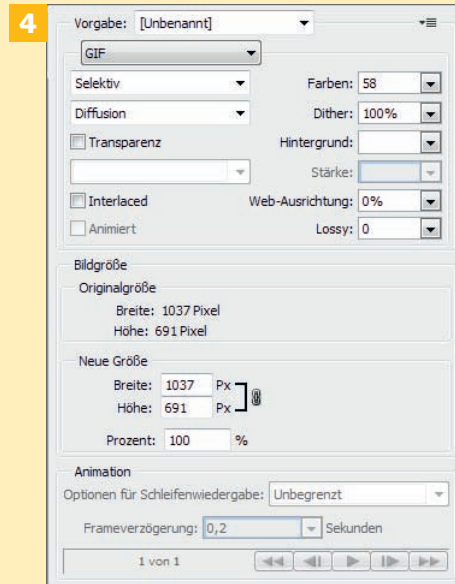 4
Vorgabe: [Unbenannt]
GIF
Selektiv Farben: 58
Diffusion Dither: 100%
Transparenz Hintergrund:
Stärke:
Interlaced Web-Ausrichtung: 0%
Animiert Lossy: 0
Bildgröße
Originalgröße
Breite: 1037 Pixel
Höhe: 691 Pixel
Neue Größe
Breite: 1037 Px
Höhe: 691 Px
Prozent: 100 %
Animation
Optionen für Schleifenwiedergabe: Unbegrenzt
Frameverzögerung: 0,2 Sekunden
1 von 1